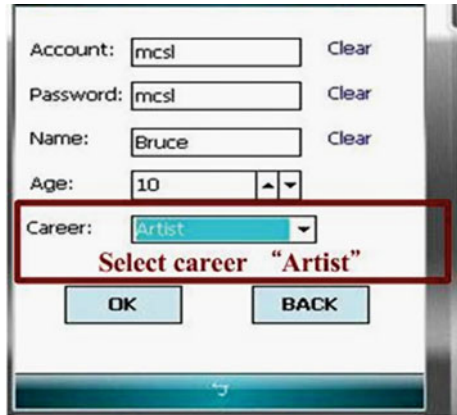 Account: mcsl Clear
Password: mcsl Clear
Name: Bruce Clear
Age: 10
Career: Artist
Select career “Artist”
OK BACK